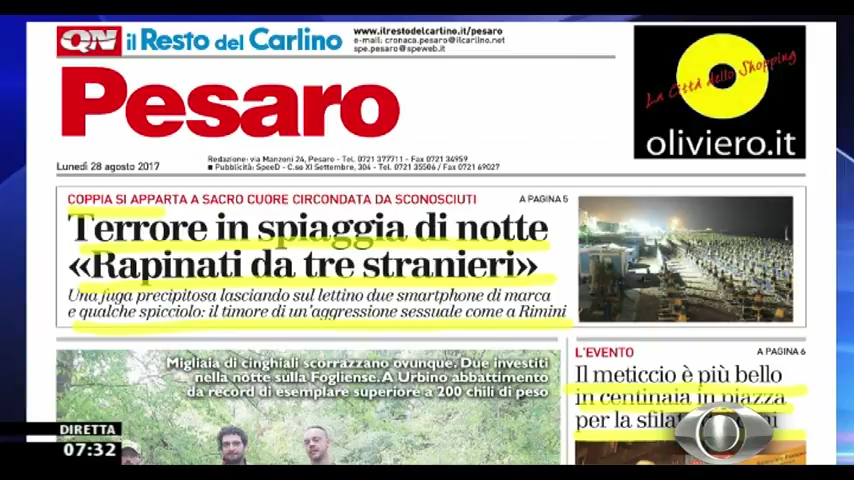 QN il Resto del Carlino
www.ilrestodelcarlino.it/pesaro
e-mail: cronaca.pesaro@ilcarlino.net
spe.pesaro@speweb.it
La Città dello Shopping
oliviero.it
Pesaro
Lunedì 28 agosto 2017
Redazione: via Manzoni 24, Pesaro - Tel. 0721 377711 - Fax 0721 34959
■ Pubblicità: SpeeD - C.so XI Settembre, 304 - Tel. 0721 35506 / Fax 0721 69027
COPPIA SI APPARTA A SACRO CUORE CIRCONDATA DA SCONOSCIUTI
A PAGINA 5
Terrore in spiaggia di notte
«Rapinati da tre stranieri»
Una fuga precipitosa lasciando sul lettino due smartphone di marca
e qualche spicciolo: il timore di un'aggressione sessuale come a Rimini
Migliaia di cinghiali scorrazzano ovunque. Due investiti
nella notte sulla Fogliense. A Urbino abbattimento
da record di esemplare superiore a 200 chili di peso
L'EVENTO
A PAGINA 6
Il meticcio è più bello
in centinaia in piazza
per la
DIRETTA
07:32